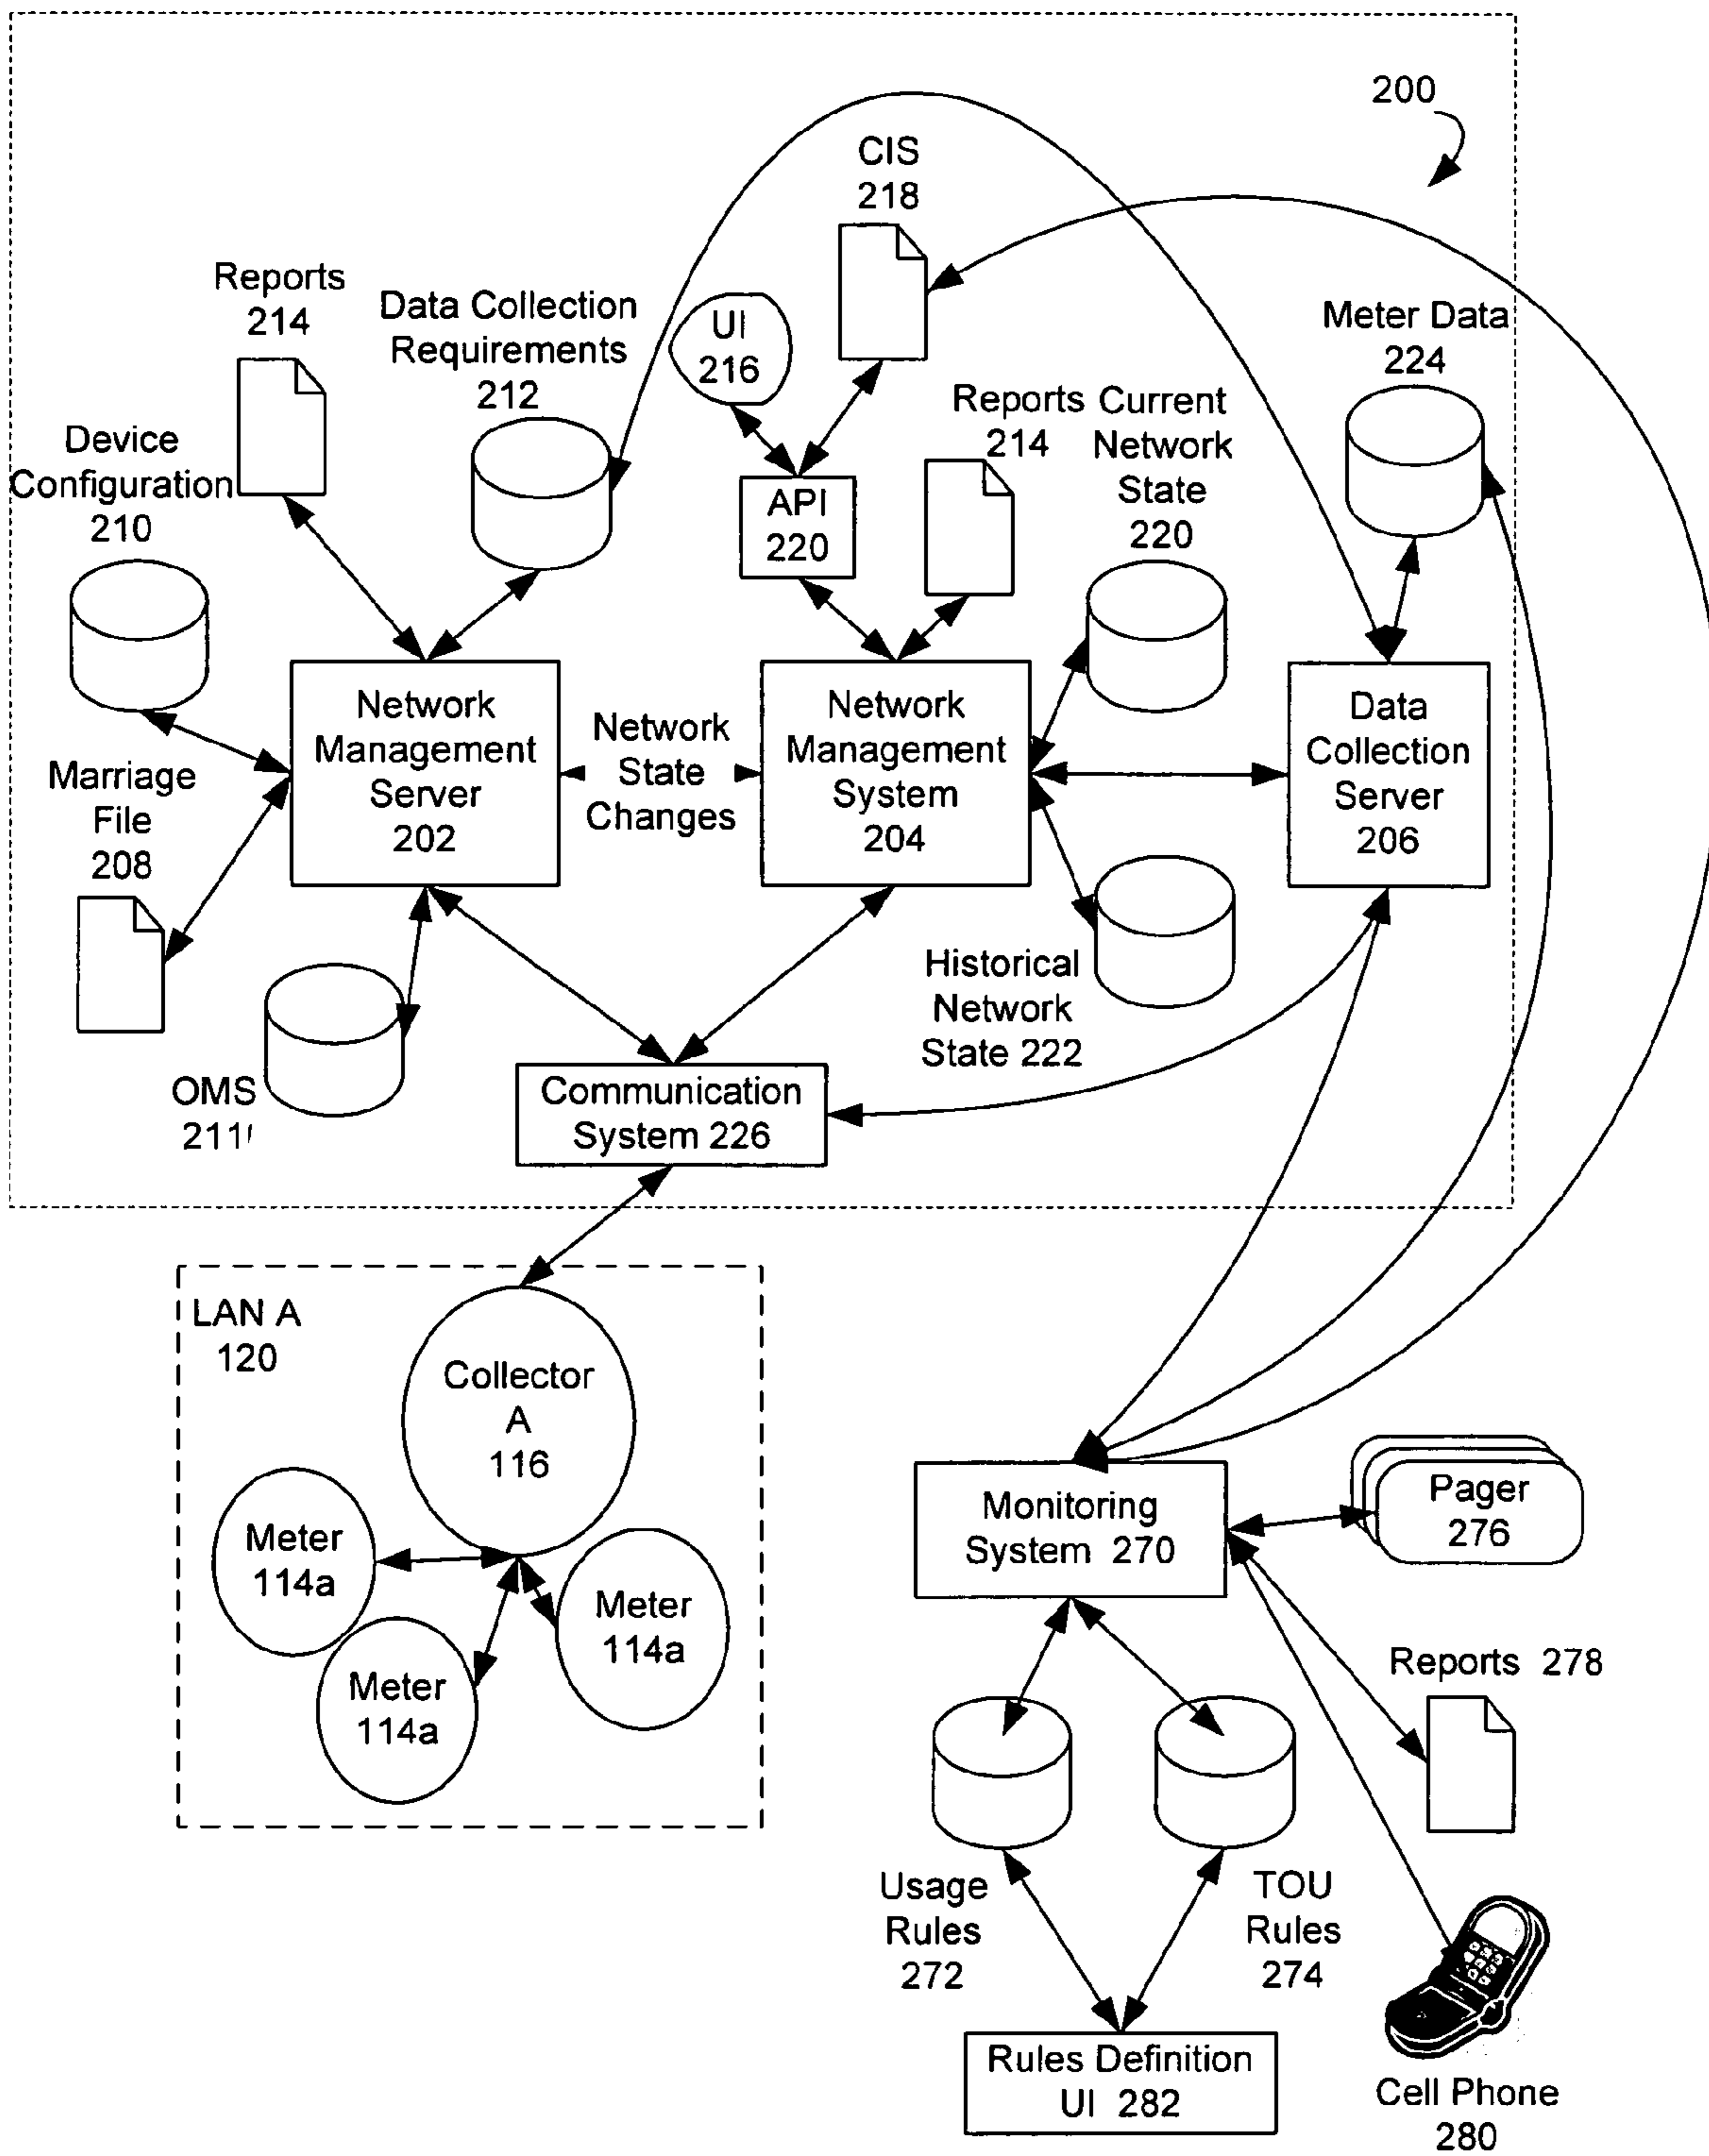 200
CIS
218
Reports
214
Data Collection
Requirements
212
UI
216
Meter Data
224
Device
Configuration
210
Reports
214
Current
Network
State
220
API
220
Network
Management
Server
202
Network
State
Changes
Network
Management
System
204
Data
Collection
Server
206
Marriage
File
208
Historical
Network
State 222
OMS
211
Communication
System 226
LAN A
120
Collector
A
116
Meter
114a
Meter
114a
Meter
114a
Monitoring
System 270
Pager
276
Reports 278
Usage
Rules
272
TOU
Rules
274
Rules Definition
UI 282
Cell Phone
280